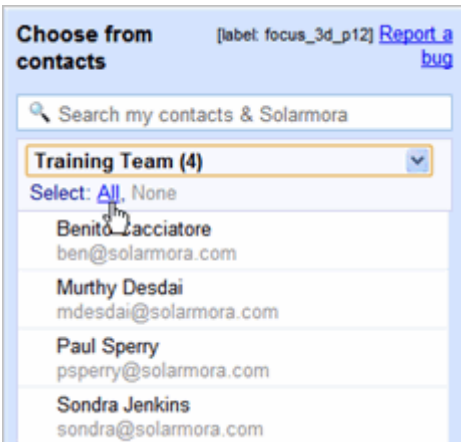 Choose from contacts
[label: focus_3d_p12] Report a bug
Search my contacts & Solarmora
Training Team (4)
Select: All, None
Benito Cacciatore
ben@solarmora.com
Murthy Desdai
mdesdai@solarmora.com
Paul Sperry
psperry@solarmora.com
Sondra Jenkins
sondra@solarmora.com